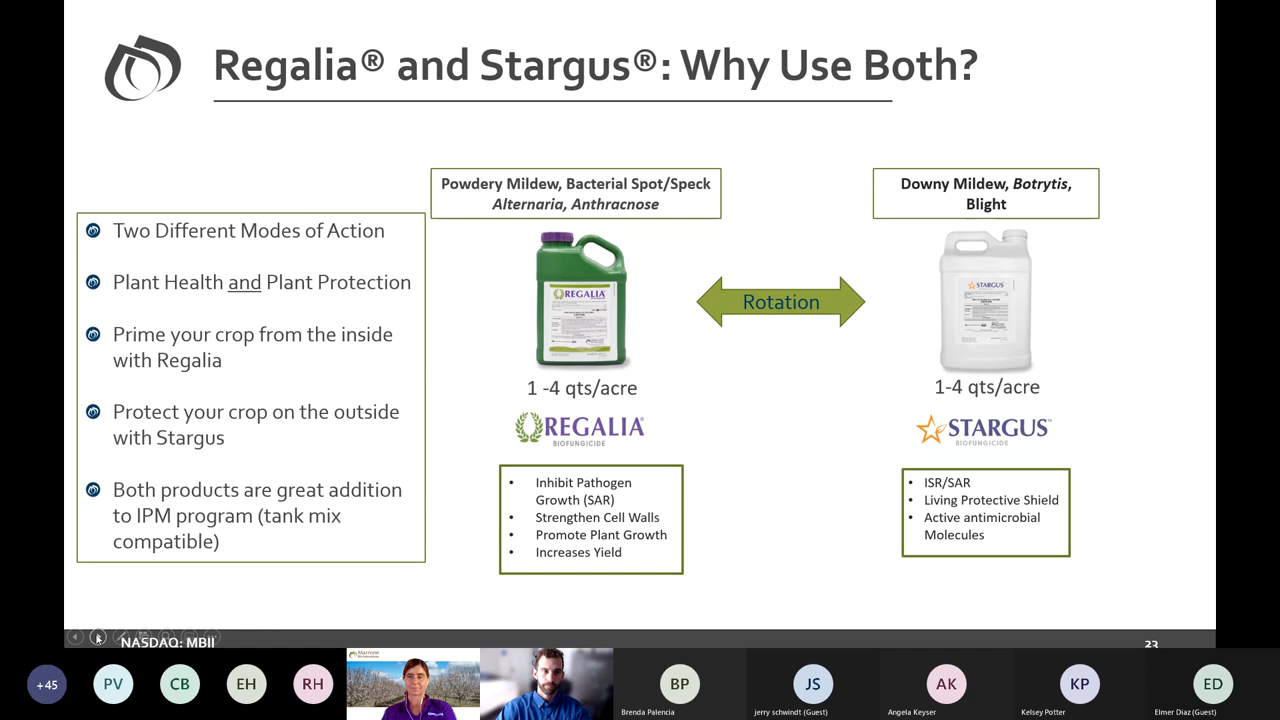 Regalia® and Stargus®: Why Use Both?
Two Different Modes of Action
Plant Health and Plant Protection
Prime your crop from the inside
with Regalia
Protect your crop on the outside
with Stargus
Both products are great addition
to IPM program (tank mix
compatible)
Powdery Mildew, Bacterial Spot/Speck
Alternaria, Anthracnose
REGALIA
1 -4 qts/acre
REGALIA®
BIOFUNGICIDE
• Inhibit Pathogen
Growth (SAR)
• Strengthen Cell Walls
• Promote Plant Growth
• Increases Yield
Rotation
Downy Mildew, Botrytis,
Blight
STARGUS
1-4 qts/acre
STARGUS™
BIOFUNGICIDE
• ISR/SAR
• Living Protective Shield
• Active antimicrobial
Molecules
NASDAQ: MBII
23
+45
PV
CB
EH
RH
Marrone
BP
Brenda Palencia
JS
jerry schwindt (Guest)
AK
Angela Keyser
KP
Kelsey Potter
ED
Elmer Diaz (Guest)